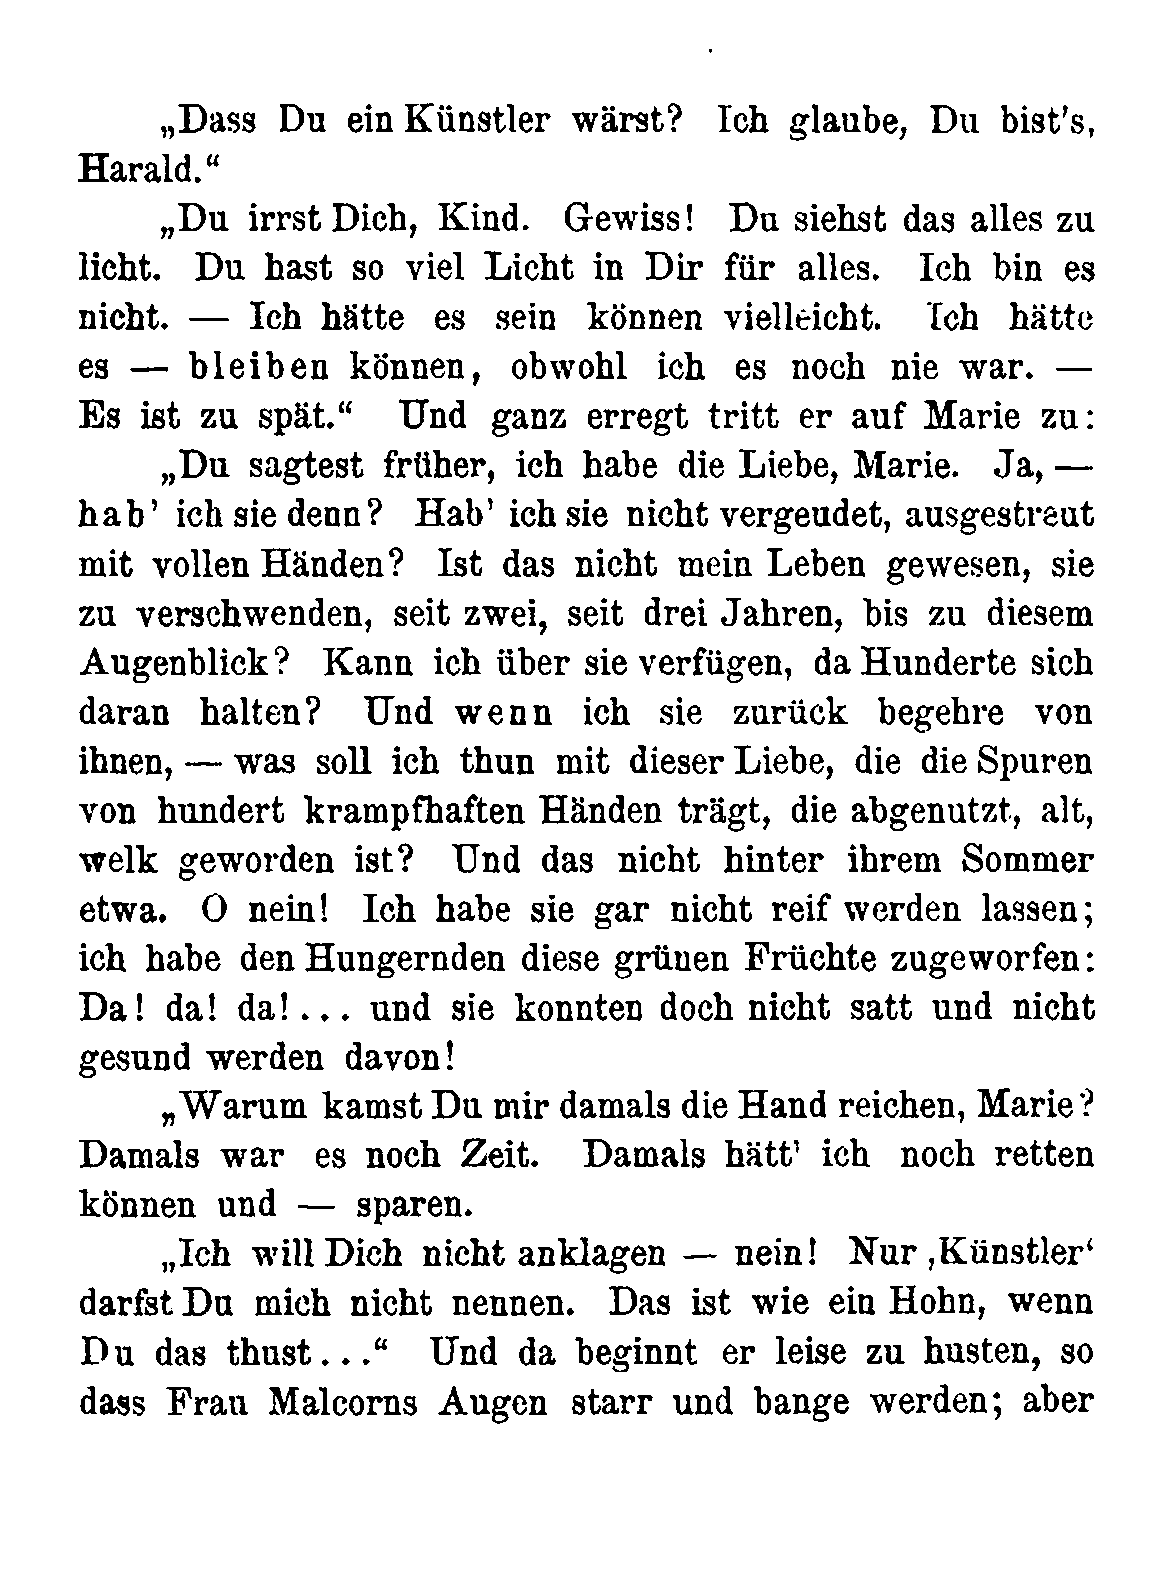 „Dass Du ein Künstler wärst? Ich glaube, Du bist's,
Harald.“
„Du irrst Dich, Kind. Gewiss! Du siehst das alles zu
licht. Du hast so viel Licht in Dir für alles. Ich bin es
nicht. — Ich hätte es sein können vielleicht. Ich hätte
es — bleiben können, obwohl ich es noch nie war. —
Es ist zu spät.“ Und ganz erregt tritt er auf Marie zu:
„Du sagtest früher, ich habe die Liebe, Marie. Ja, —
hab' ich sie denn? Hab' ich sie nicht vergeudet, ausgestreut
mit vollen Händen? Ist das nicht mein Leben gewesen, sie
zu verschwenden, seit zwei, seit drei Jahren, bis zu diesem
Augenblick? Kann ich über sie verfügen, da Hunderte sich
daran halten? Und wenn ich sie zurück begehre von
ihnen, — was soll ich thun mit dieser Liebe, die die Spuren
von hundert krampfhaften Händen trägt, die abgenutzt, alt,
welk geworden ist? Und das nicht hinter ihrem Sommer
etwa. O nein! Ich habe sie gar nicht reif werden lassen;
ich habe den Hungernden diese grünen Früchte zugeworfen:
Da! da! da!... und sie konnten doch nicht satt und nicht
gesund werden davon!
„Warum kamst Du mir damals die Hand reichen, Marie?
Damals war es noch Zeit. Damals hätt' ich noch retten
können und — sparen.
„Ich will Dich nicht anklagen — nein! Nur ‚Künstler‘
darfst Du mich nicht nennen. Das ist wie ein Hohn, wenn
Du das thust...“ Und da beginnt er leise zu husten, so
dass Frau Malcorns Augen starr und bange werden; aber